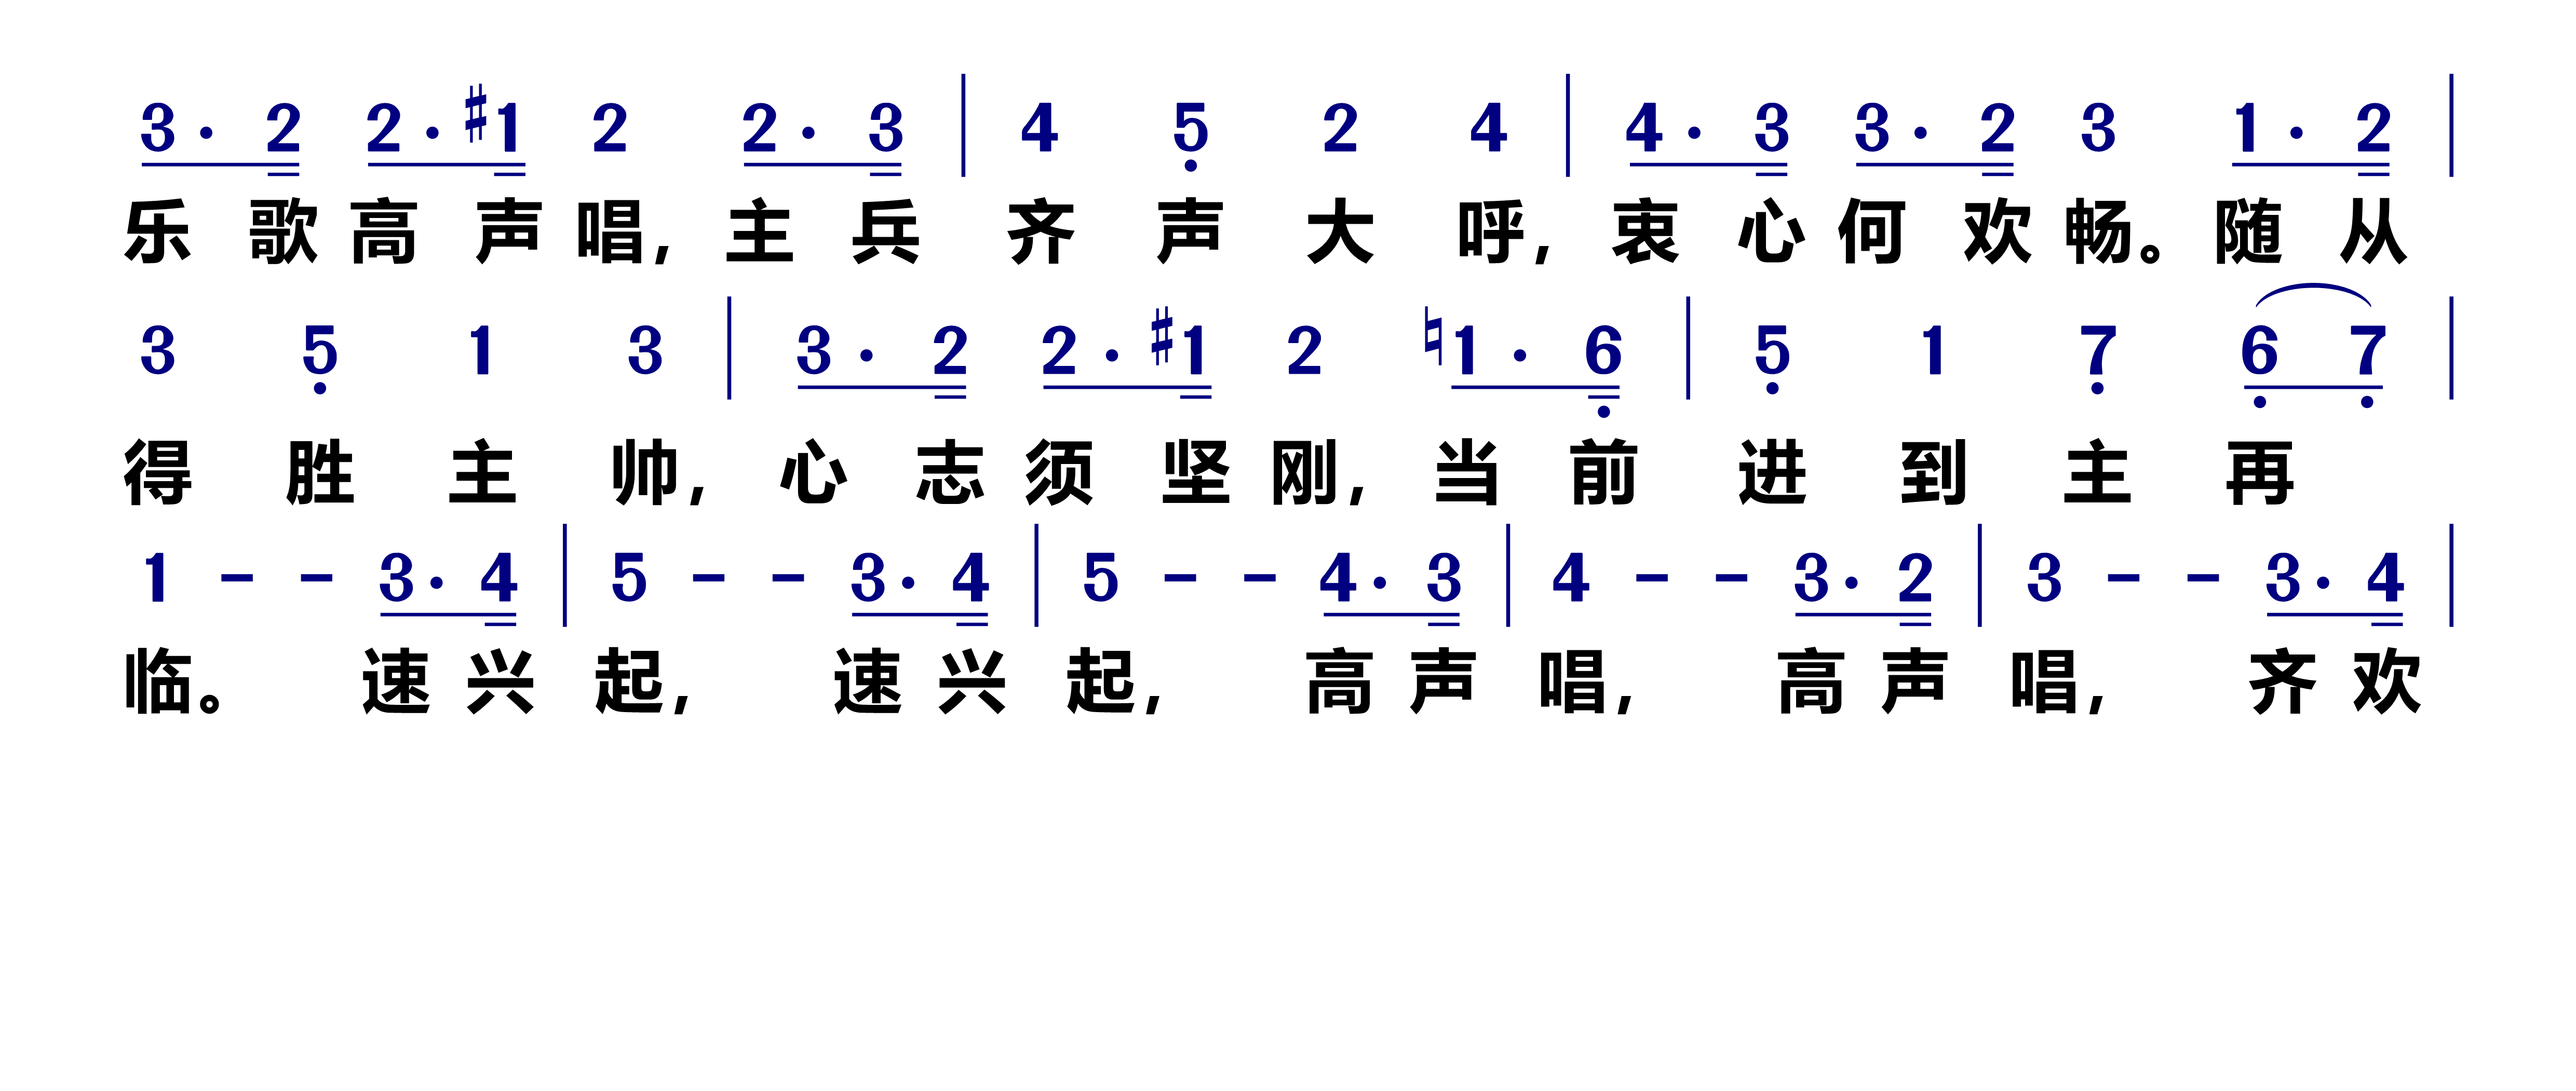 3· 2 2· #1 2 2· 3 | 4 5 2 4 | 4· 3 3· 2 3 1· 2 |
乐歌高声唱，主兵齐声大呼，衷心何欢畅。随从
3 5 1 3 | 3· 2 2· #1 2 ♮1· 6 | 5 1 7 6 7 |
得胜主帅，心志须坚刚，当前进到主再
1 – – 3· 4 | 5 – – 3· 4 | 5 – – 4· 3 | 4 – – 3· 2 | 3 – – 3· 4 |
临。速兴起，速兴起，高声唱，高声唱，齐欢